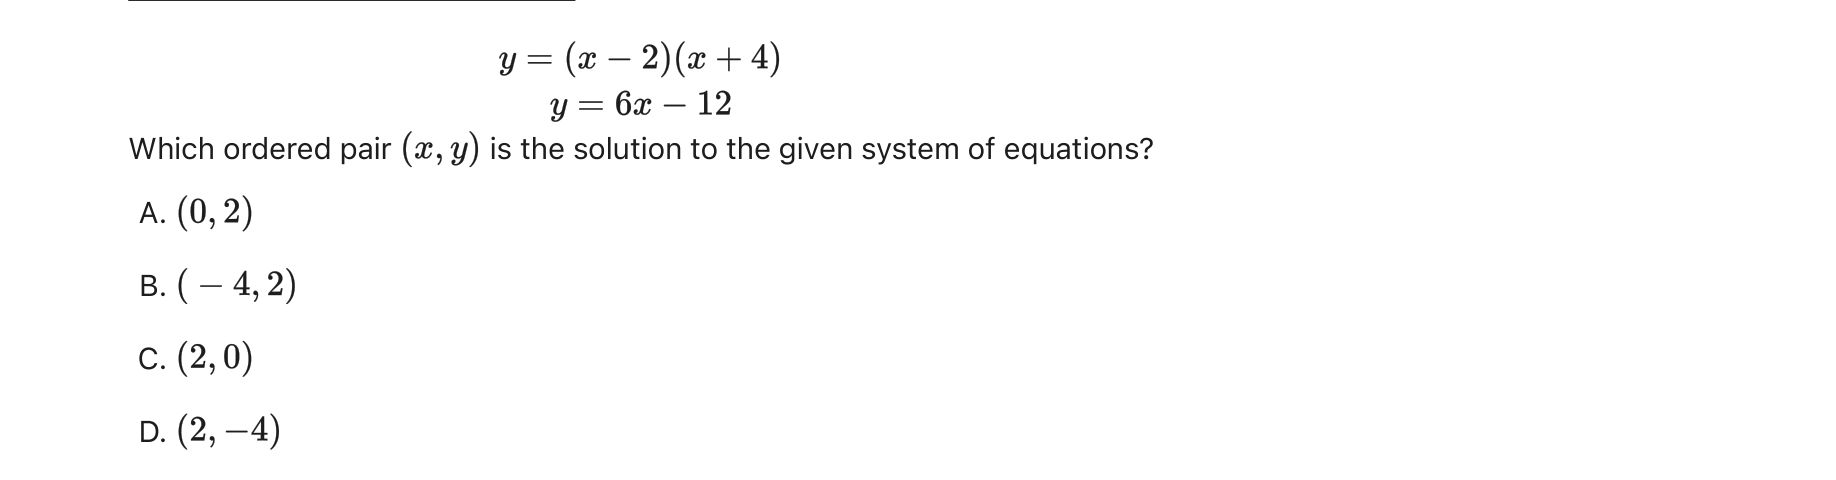 y = (x − 2)(x + 4)
y = 6x − 12
Which ordered pair (x, y) is the solution to the given system of equations?
A. (0, 2)
B. ( − 4, 2)
C. (2, 0)
D. (2, −4)